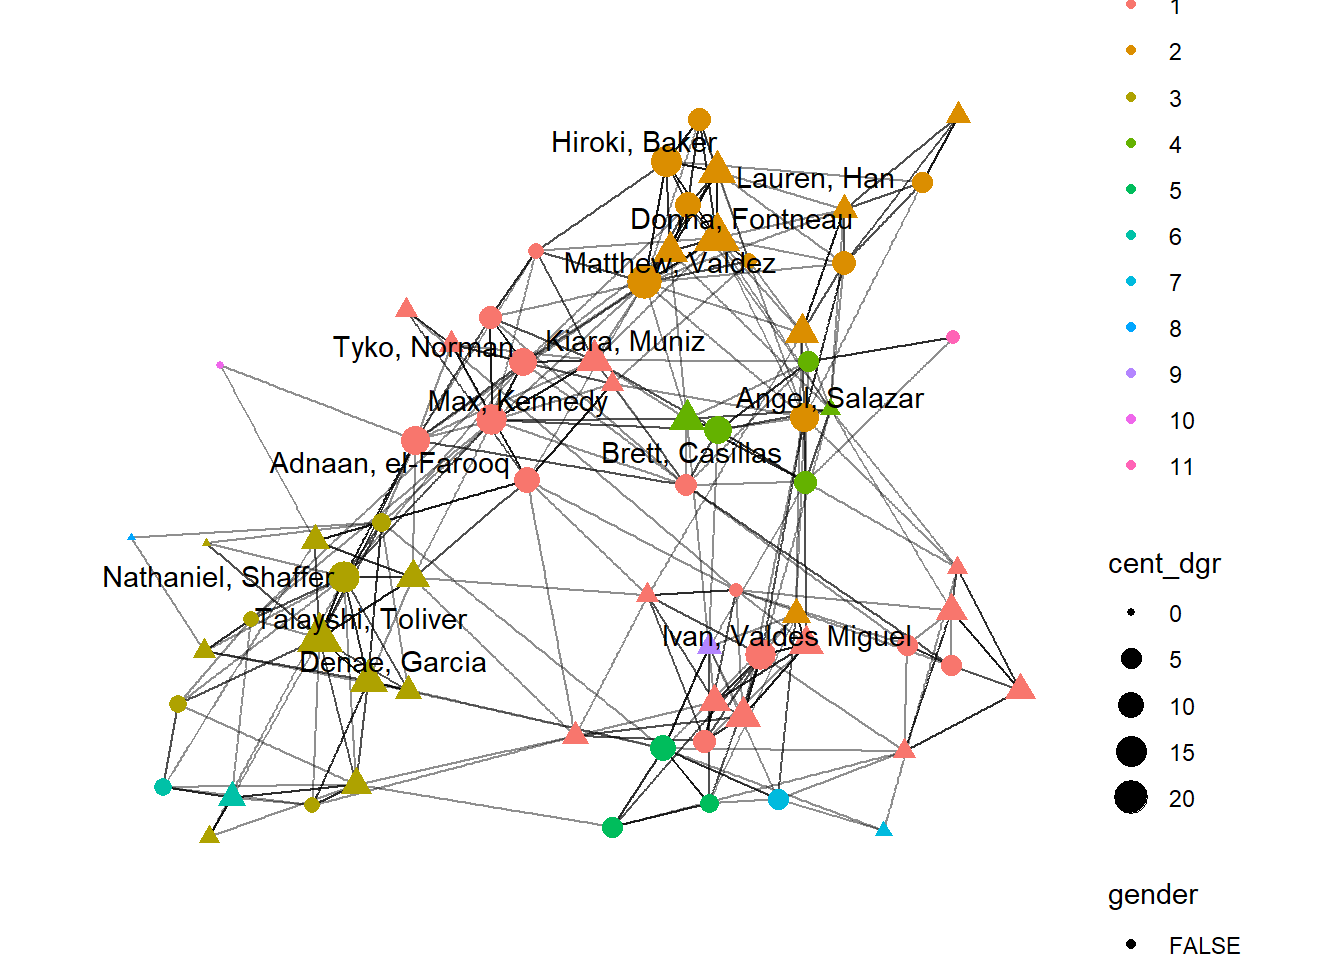 Hiroki, Baker
Lauren, Han
Donna, Fontneau
Matthew, Valdez
Tyko, Norman
Kiara, Muniz
Max, Kennedy
Angel, Salazar
Adnaan, el-Farooq
Brett, Casillas
Nathaniel, Shaffer
Talayshi, Toliver
Denae, Garcia
Ivan, Valdes Miguel
1
2
3
4
5
6
7
8
9
10
11
cent_dgr
0
5
10
15
20
gender
FALSE